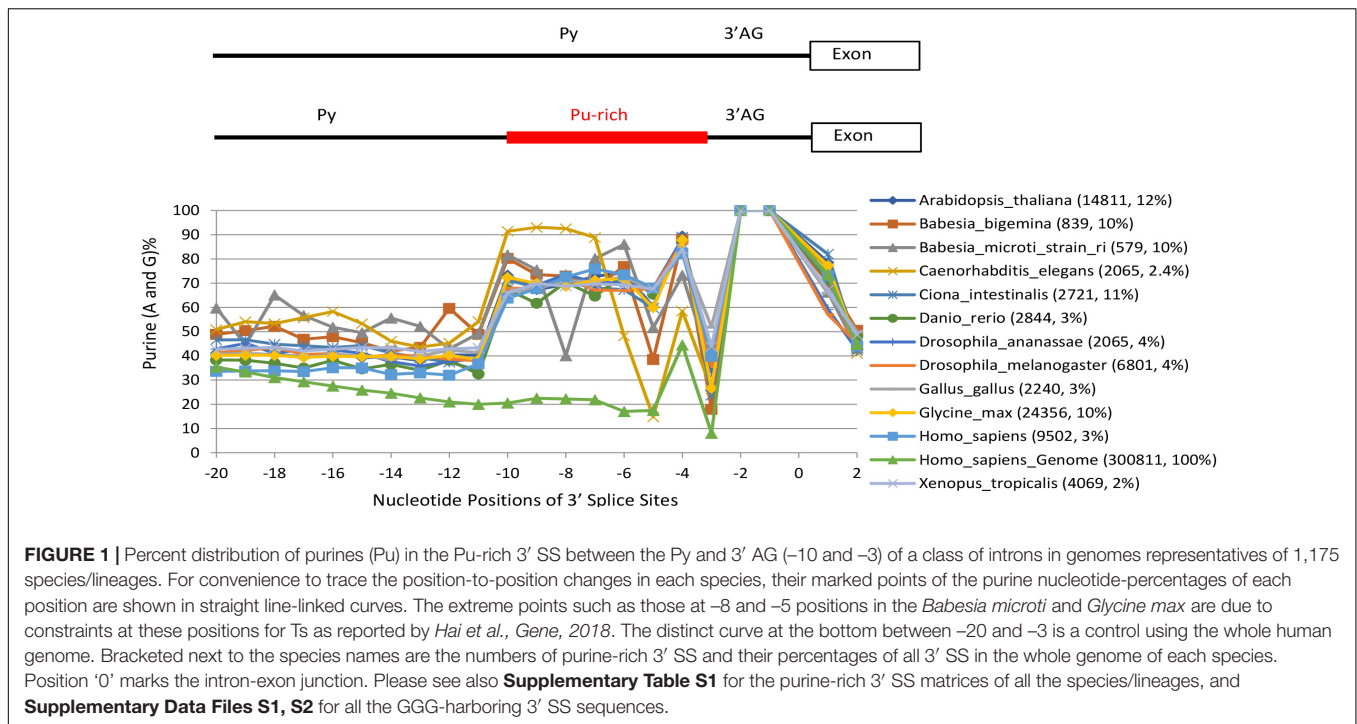 Py 3'AG
Exon
Py Pu-rich 3'AG
Exon
Purine (A and G)%
100
90
80
70
60
50
40
30
20
10
0
-20 -18 -16 -14 -12 -10 -8 -6 -4 -2 0 2
Nucleotide Positions of 3' Splice Sites
Arabidopsis_thaliana (14811, 12%)
Babesia_bigemina (839, 10%)
Babesia_microti_strain_ri (579, 10%)
Caenorhabditis_elegans (2065, 2.4%)
Ciona_intestinalis (2721, 11%)
Danio_rerio (2844, 3%)
Drosophila_ananassae (2065, 4%)
Drosophila_melanogaster (6801, 4%)
Gallus_gallus (2240, 3%)
Glycine_max (24356, 10%)
Homo_sapiens (9502, 3%)
Homo_sapiens_Genome (300811, 100%)
Xenopus_tropicalis (4069, 2%)
FIGURE 1 | Percent distribution of purines (Pu) in the Pu-rich 3′ SS between the Py and 3′ AG (–10 and –3) of a class of introns in genomes representatives of 1,175
species/lineages. For convenience to trace the position-to-position changes in each species, their marked points of the purine nucleotide-percentages of each
position are shown in straight line-linked curves. The extreme points such as those at –8 and –5 positions in the Babesia microti and Glycine max are due to
constraints at these positions for Ts as reported by Hai et al., Gene, 2018. The distinct curve at the bottom between –20 and –3 is a control using the whole human
genome. Bracketed next to the species names are the numbers of purine-rich 3′ SS and their percentages of all 3′ SS in the whole genome of each species.
Position ‘0’ marks the intron-exon junction. Please see also Supplementary Table S1 for the purine-rich 3′ SS matrices of all the species/lineages, and
Supplementary Data Files S1, S2 for all the GGG-harboring 3′ SS sequences.